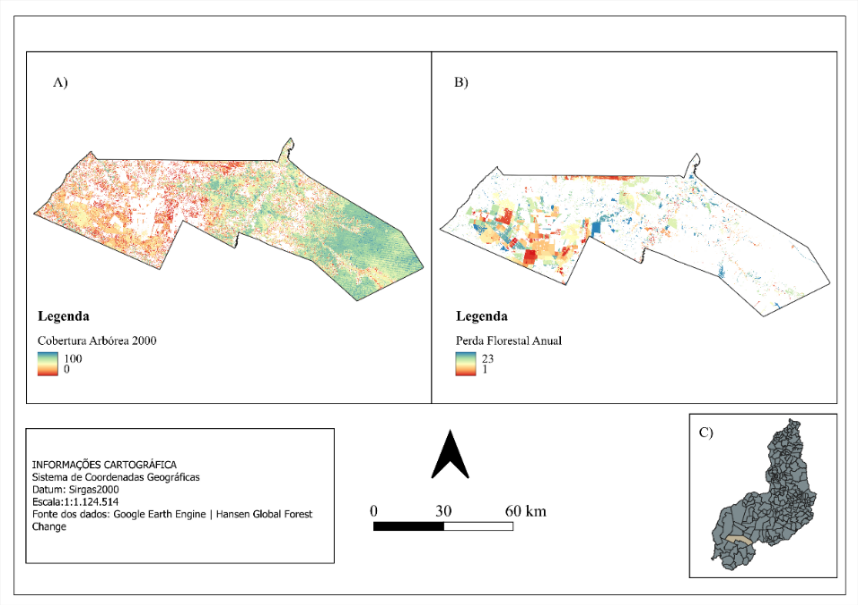 A)
B)
Legenda
Cobertura Arbórea 2000
100
0
Legenda
Perda Florestal Anual
23
1
INFORMAÇÕES CARTOGRÁFICA
Sistema de Coordenadas Geográficas
Datum: Sirgas2000
Escala:1:1.124.514
Fonte dos dados: Google Earth Engine | Hansen Global Forest
Change
0 30 60 km
C)